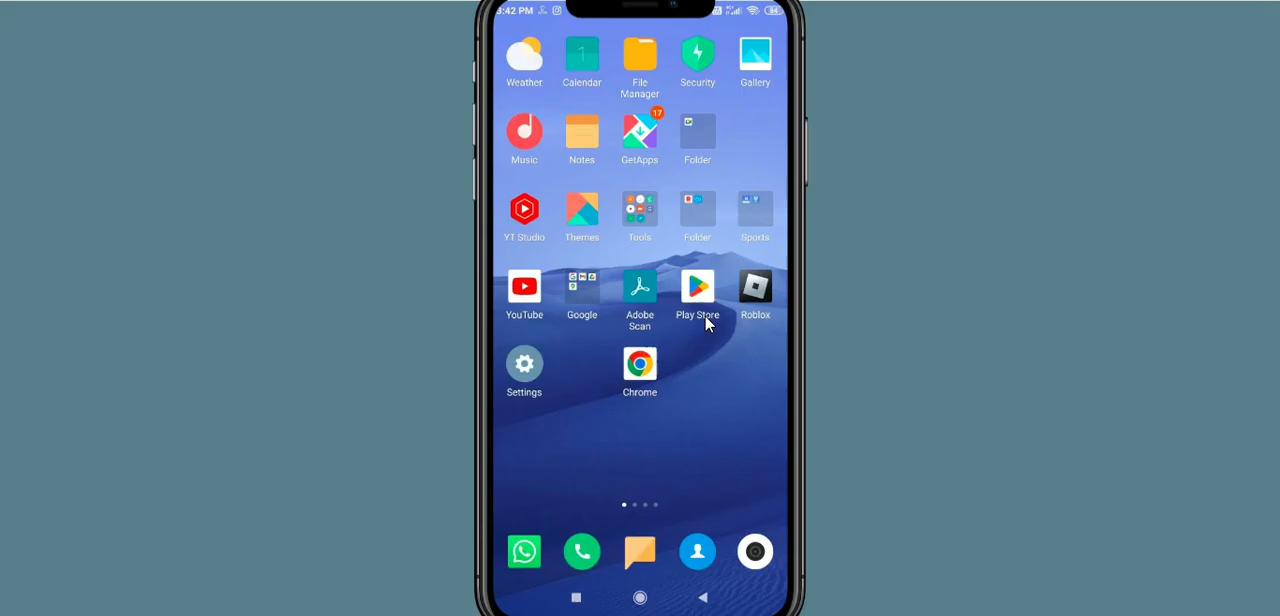 3:42 PM
Weather Calendar File Manager Security Gallery
17
Music Notes GetApps Folder
YT Studio Themes Tools Folder Sports
YouTube Google Adobe Scan Play Store Roblox
Settings Chrome